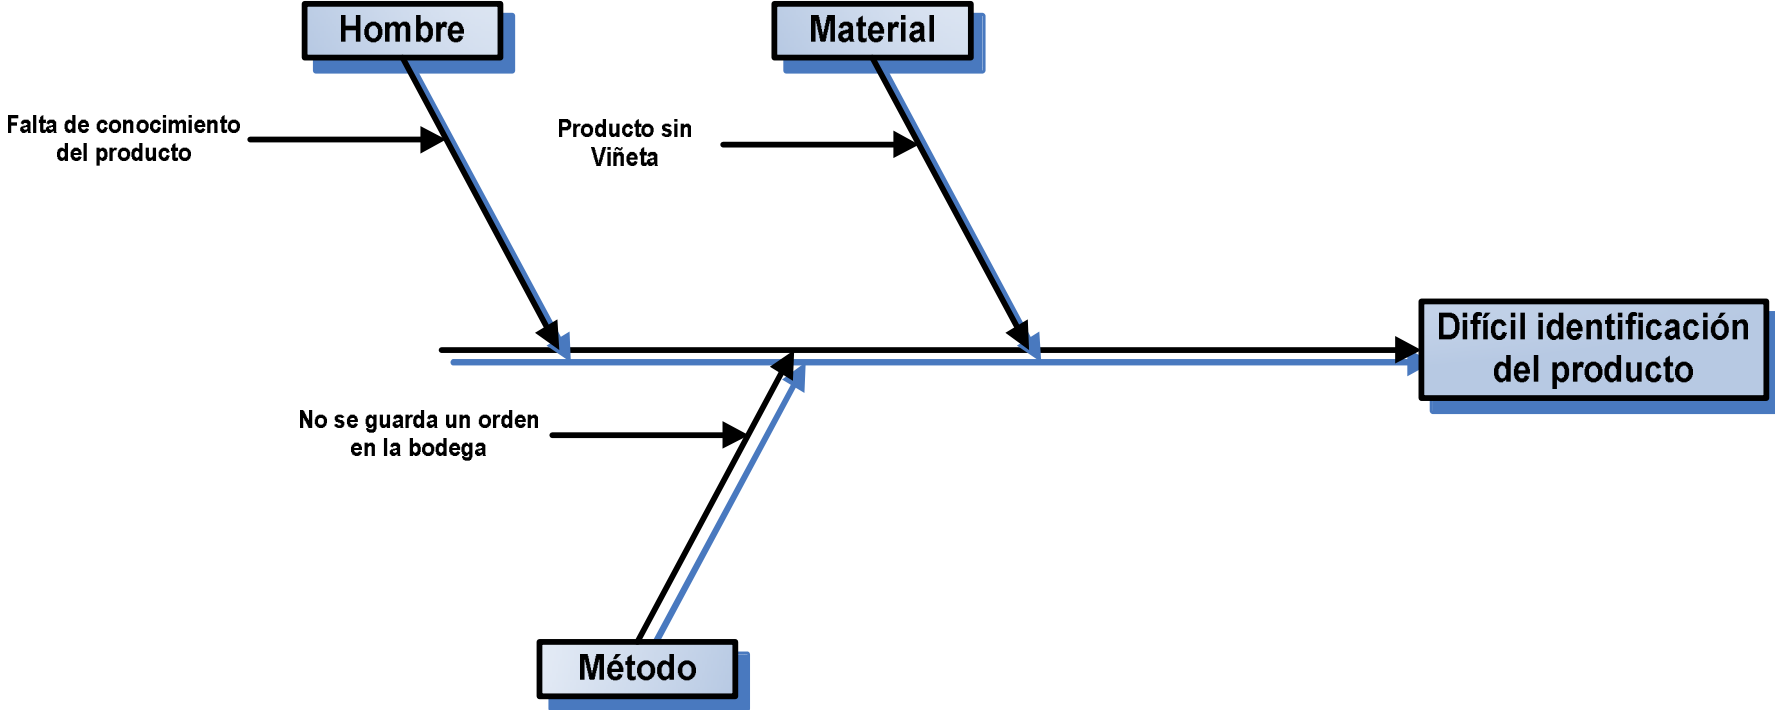 Hombre
Material
Falta de conocimiento
del producto
Producto sin
Viñeta
Difícil identificación
del producto
No se guarda un orden
en la bodega
Método